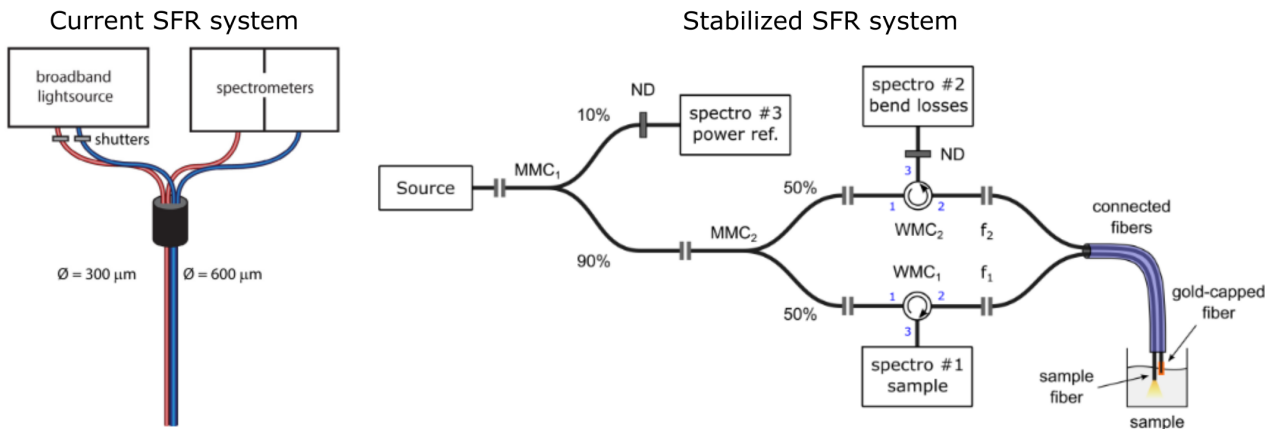 Current SFR system
broadband
lightsource
spectrometers
shutters
Ø = 300 µm
Ø = 600 µm
Stabilized SFR system
Source
MMC₁
10%
ND
spectro #3
power ref.
90%
MMC₂
50%
50%
spectro #2
bend losses
ND
3
1
2
WMC₂
f₂
WMC₁
f₁
1
2
3
spectro #1
sample
connected
fibers
gold-capped
fiber
sample
fiber
sample